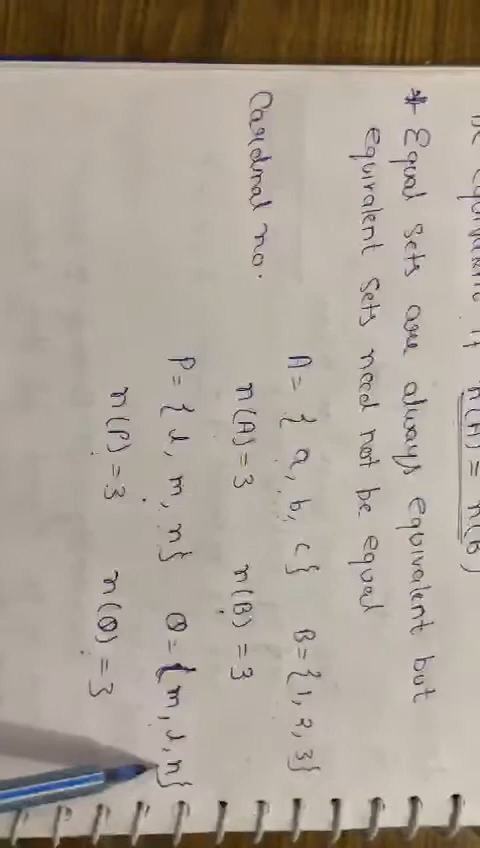 be equivalent if n(A) = n(B)
* Equal sets are always equivalent but
equivalent sets need not be equal
Cardinal no.
A = { a, b, c} B = {1, 2, 3}
n(A) = 3 n(B) = 3
P = { l, m, n} Q = {m, l, n}
n(P) = 3 n(Q) = 3